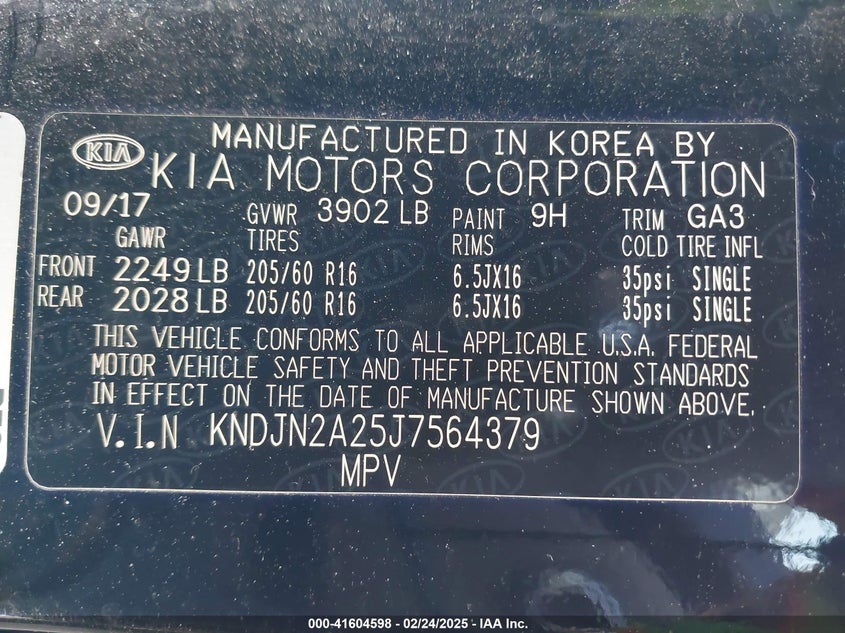 KIA MANUFACTURED IN KOREA BY
KIA MOTORS CORPORATION
09/17 GVWR 3902 LB PAINT 9H TRIM GA3
GAWR TIRES RIMS COLD TIRE INFL
FRONT 2249 LB 205/60 R16 6.5JX16 35psi SINGLE
REAR 2028 LB 205/60 R16 6.5JX16 35psi SINGLE
THIS VEHICLE CONFORMS TO ALL APPLICABLE U.S.A. FEDERAL
MOTOR VEHICLE SAFETY AND THEFT PREVENTION STANDARDS
IN EFFECT ON THE DATE OF MANUFACTURE SHOWN ABOVE.
V.I.N KNDJN2A25J7564379
MPV
000-41604598 - 02/24/2025 - IAA Inc.